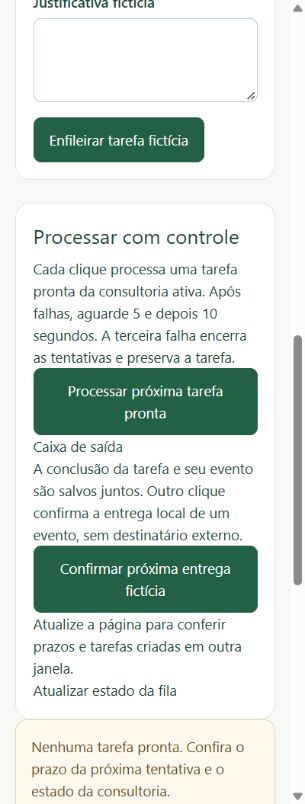 Justificativa fictícia
Enfileirar tarefa fictícia
Processar com controle
Cada clique processa uma tarefa
pronta da consultoria ativa. Após
falhas, aguarde 5 e depois 10
segundos. A terceira falha encerra
as tentativas e preserva a tarefa.
Processar próxima tarefa
pronta
Caixa de saída
A conclusão da tarefa e seu evento
são salvos juntos. Outro clique
confirma a entrega local de um
evento, sem destinatário externo.
Confirmar próxima entrega
fictícia
Atualize a página para conferir
prazos e tarefas criadas em outra
janela.
Atualizar estado da fila
Nenhuma tarefa pronta. Confira o
prazo da próxima tentativa e o
estado da consultoria.